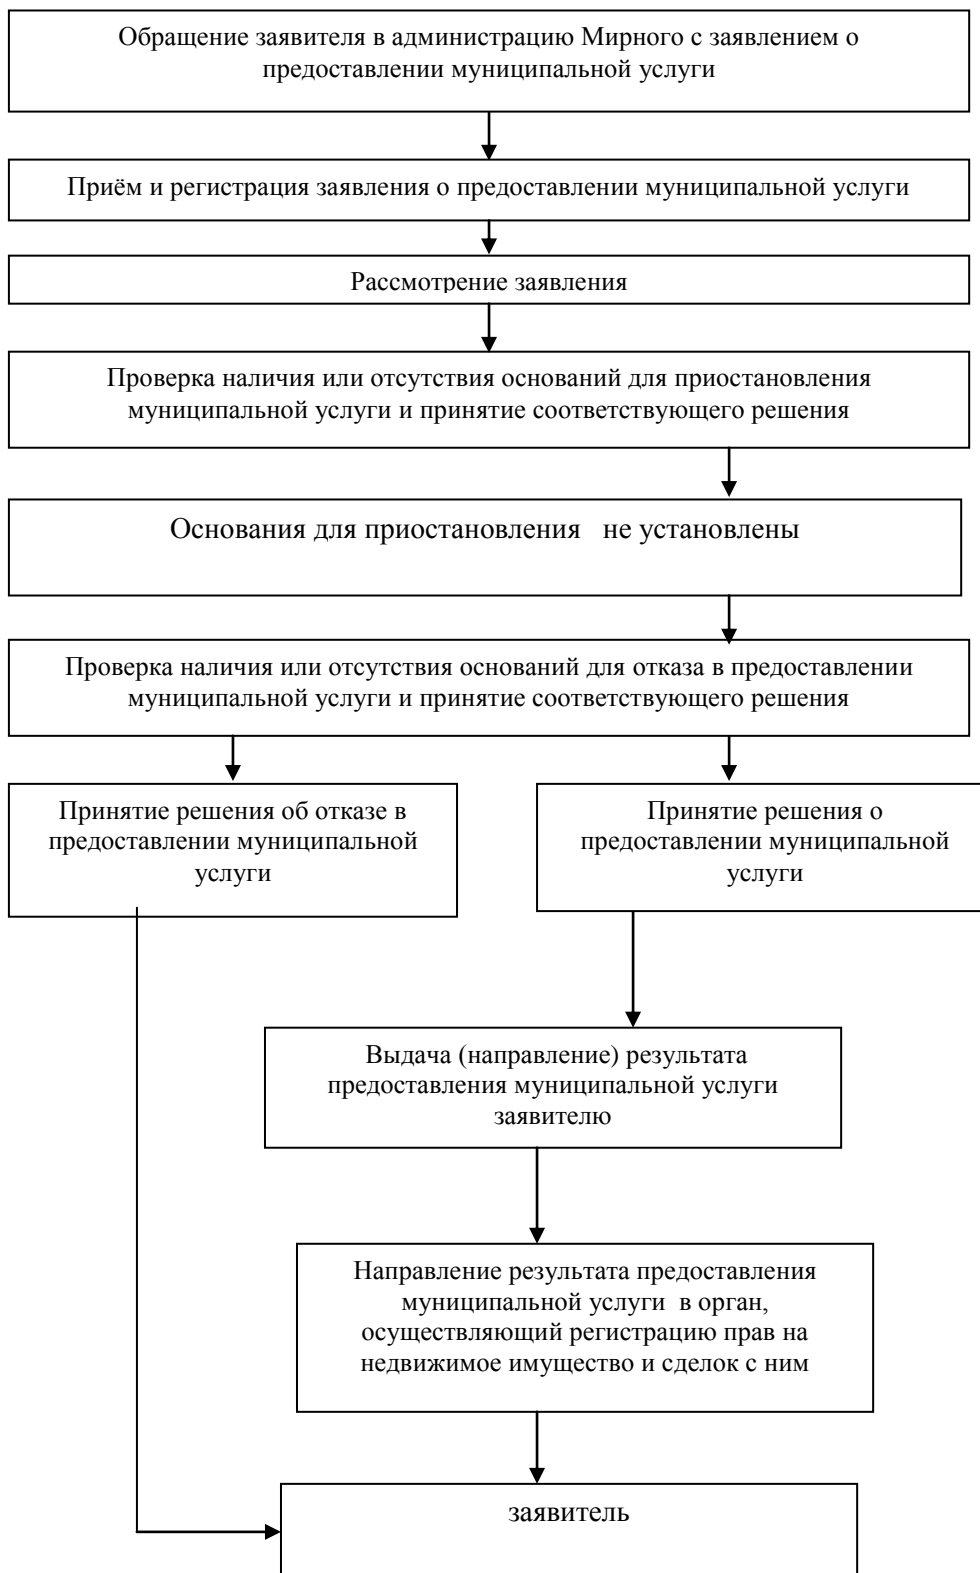 Обращение заявителя в администрацию Мирного с заявлением о
предоставлении муниципальной услуги
Приём и регистрация заявления о предоставлении муниципальной услуги
Рассмотрение заявления
Проверка наличия или отсутствия оснований для приостановления
муниципальной услуги и принятие соответствующего решения
Основания для приостановления не установлены
Проверка наличия или отсутствия оснований для отказа в предоставлении
муниципальной услуги и принятие соответствующего решения
Принятие решения об отказе в
предоставлении муниципальной
услуги
Принятие решения о
предоставлении муниципальной
услуги
Выдача (направление) результата
предоставления муниципальной услуги
заявителю
Направление результата предоставления
муниципальной услуги в орган,
осуществляющий регистрацию прав на
недвижимое имущество и сделок с ним
заявитель